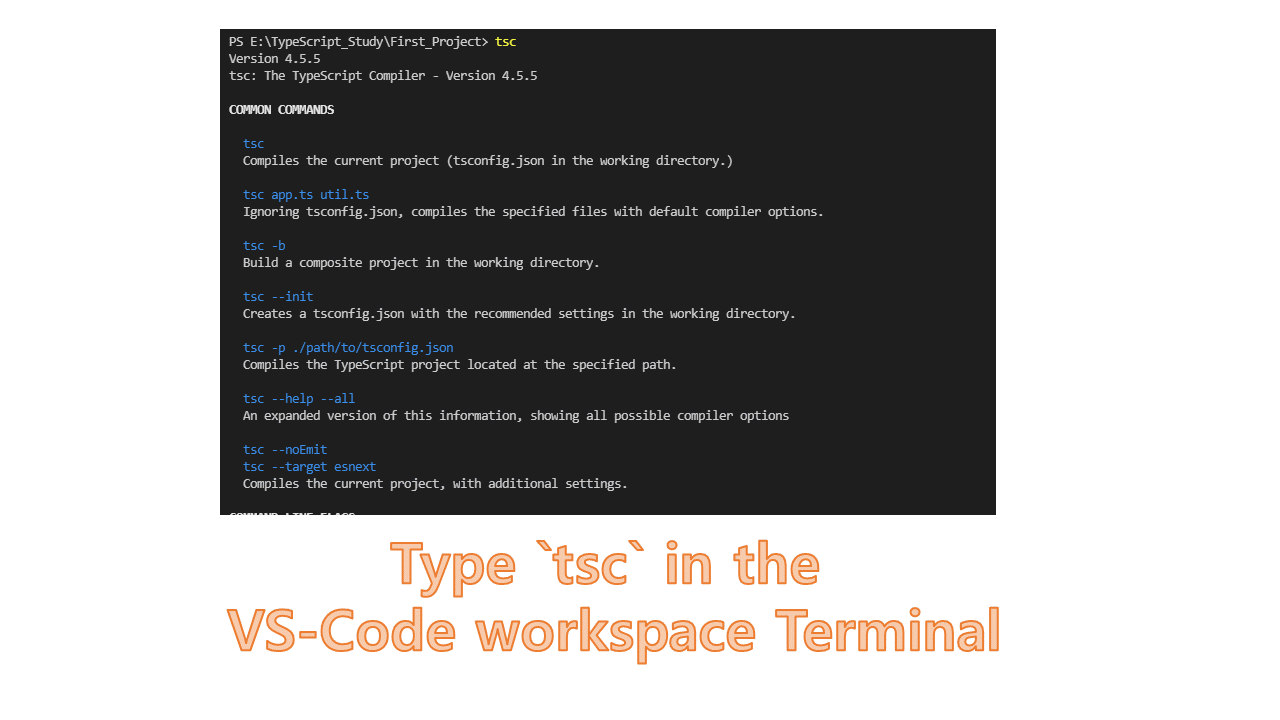 PS E:\TypeScript_Study\First_Project> tsc
Version 4.5.5
tsc: The TypeScript Compiler - Version 4.5.5
COMMON COMMANDS
tsc
Compiles the current project (tsconfig.json in the working directory.)
tsc app.ts util.ts
Ignoring tsconfig.json, compiles the specified files with default compiler options.
tsc -b
Build a composite project in the working directory.
tsc --init
Creates a tsconfig.json with the recommended settings in the working directory.
tsc -p ./path/to/tsconfig.json
Compiles the TypeScript project located at the specified path.
tsc --help --all
An expanded version of this information, showing all possible compiler options
tsc --noEmit
tsc --target esnext
Compiles the current project, with additional settings.
COMMAND LINE FLAGS
Type `tsc` in the
VS-Code workspace Terminal